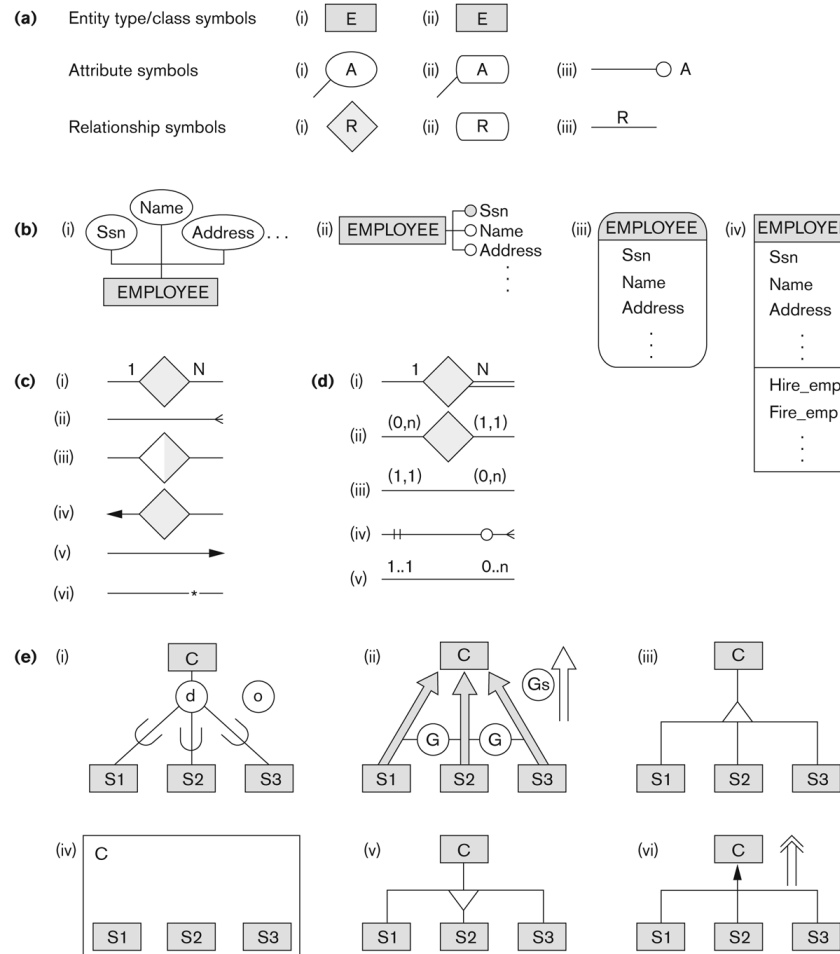 (a) Entity type/class symbols (i) E (ii) E
Attribute symbols (i) A (ii) A (iii) A
Relationship symbols (i) R (ii) R (iii) R
(b) (i) Ssn Name Address ...
EMPLOYEE
(ii) EMPLOYEE Ssn
Name
Address
(iii) EMPLOYEE
Ssn
Name
Address
(iv) EMPLOYEE
Ssn
Name
Address
Hire_emp
Fire_emp
(c) (i) 1 N
(ii)
(iii)
(iv)
(v)
(vi) *
(d) (i) 1 N
(ii) (0,n) (1,1)
(iii) (1,1) (0,n)
(iv)
(v) 1..1 0..n
(e) (i) C
d o
S1 S2 S3
(ii) C Gs
G G
S1 S2 S3
(iii) C
S1 S2 S3
(iv) C
S1 S2 S3
(v) C
S1 S2 S3
(vi) C
S1 S2 S3